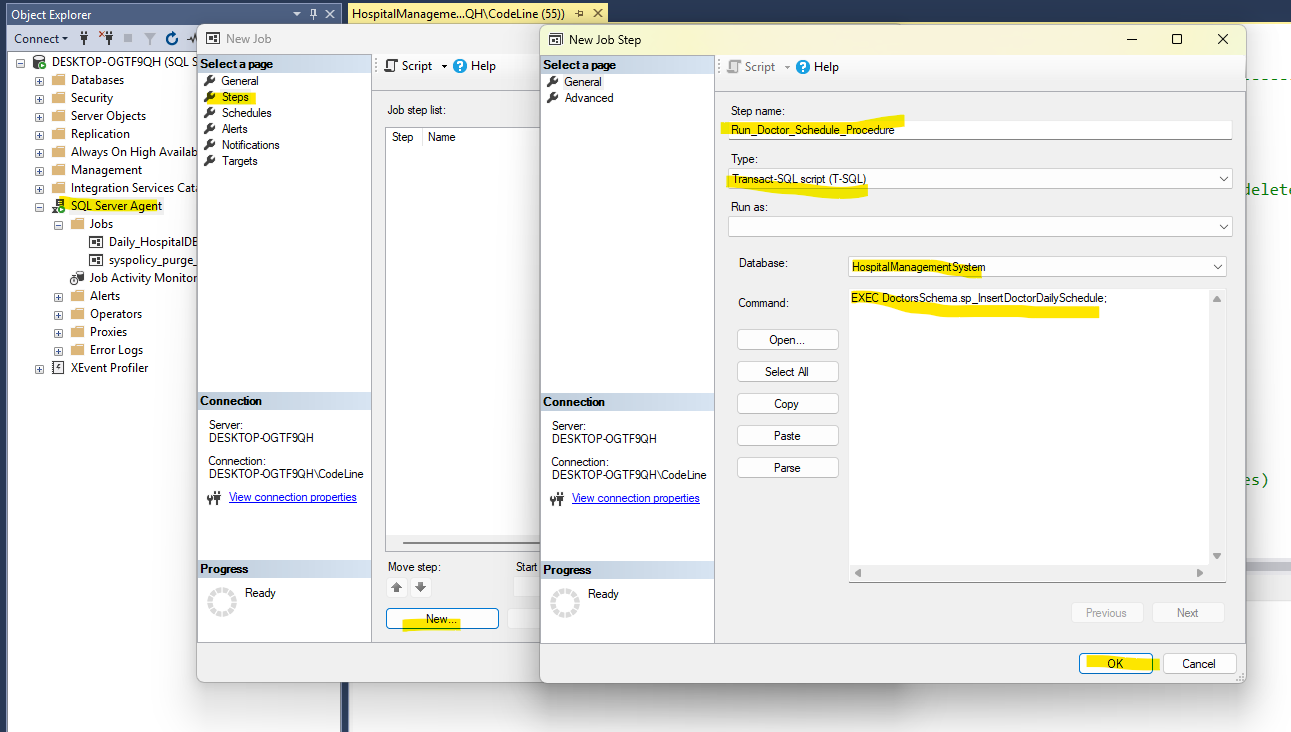 Object Explorer
Connect
DESKTOP-OGTF9QH (SQL S
Databases
Security
Server Objects
Replication
Always On High Availab
Management
Integration Services Cata
SQL Server Agent
Jobs
Daily_HospitalDE
syspolicy_purge_
Job Activity Monitor
Alerts
Operators
Proxies
Error Logs
XEvent Profiler
HospitalManageme...QH\CodeLine (55))
New Job
Select a page
General
Steps
Schedules
Alerts
Notifications
Targets
Script
Help
Job step list:
Step Name
Connection
Server:
DESKTOP-OGTF9QH
Connection:
DESKTOP-OGTF9QH\CodeLine
View connection properties
Progress
Ready
Move step:
Start
New...
New Job Step
Select a page
General
Advanced
Script
Help
Step name:
Run_Doctor_Schedule_Procedure
Type:
Transact-SQL script (T-SQL)
Run as:
Database:
HospitalManagementSystem
Command:
EXEC DoctorsSchema.sp_InsertDoctorDailySchedule;
Open...
Select All
Copy
Paste
Parse
Connection
Server:
DESKTOP-OGTF9QH
Connection:
DESKTOP-OGTF9QH\CodeLine
View connection properties
Progress
Ready
Previous
Next
OK
Cancel
delete
es)